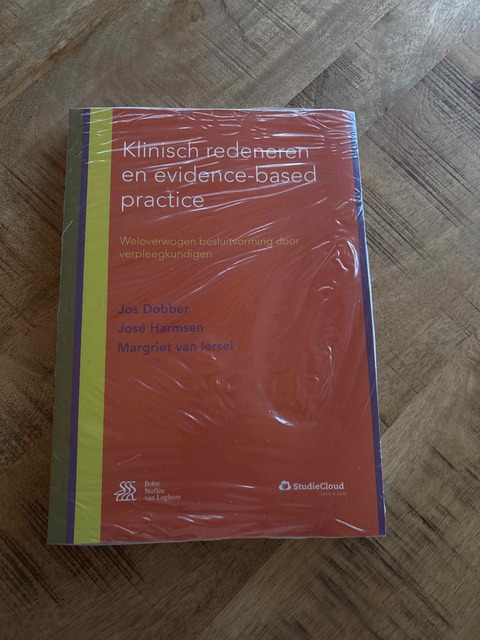 Klinisch redeneren
en evidence-based
practice
Weloverwogen besluitvorming door
verpleegkundigen
Jos Dobber
José Harmsen
Margriet van Iersel
Bohn
Stafleu
van Loghum
StudieCloud